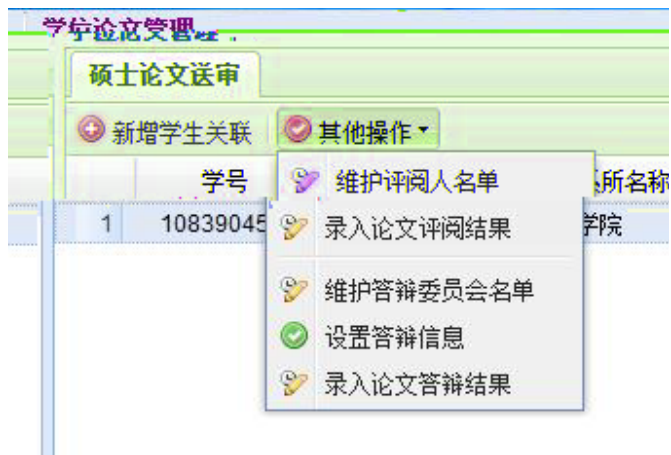 学位论文管理
硕士论文送审
新增学生关联 其他操作
学号 维护评阅人名单 所名称
1 10839045 录入论文评阅结果 学院
维护答辩委员会名单
设置答辩信息
录入论文答辩结果